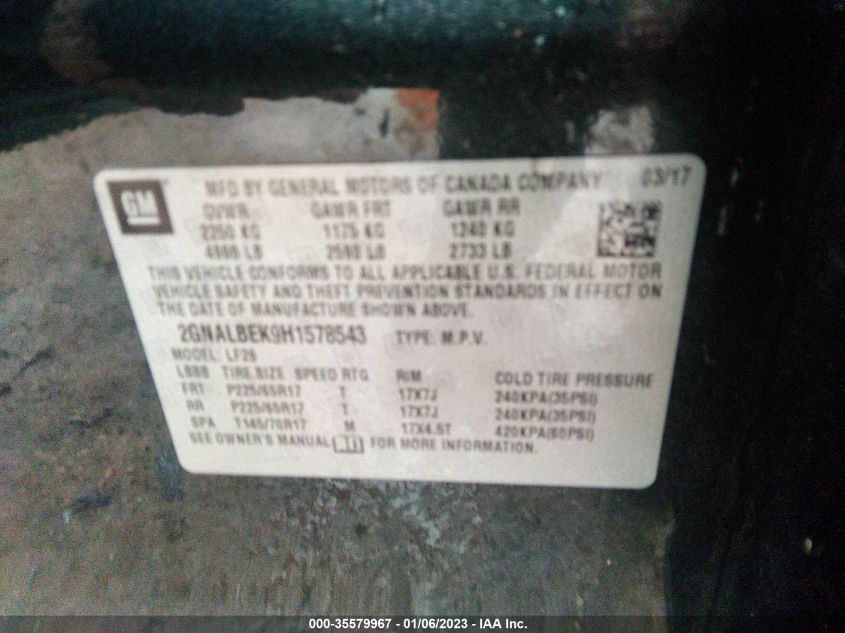 GM
MFD BY GENERAL MOTORS OF CANADA COMPANY 03/17
GVWR GAWR FRT GAWR RR
2250 KG 1175 KG 1240 KG
4960 LB 2590 LB 2733 LB
THIS VEHICLE CONFORMS TO ALL APPLICABLE U.S. FEDERAL MOTOR
VEHICLE SAFETY AND THEFT PREVENTION STANDARDS IN EFFECT ON
THE DATE OF MANUFACTURE SHOWN ABOVE.
2GNALBEK9H1578543 TYPE: M.P.V.
MODEL: LF26
TIRE.SIZE SPEED RTG RIM COLD TIRE PRESSURE
FRT P225/65R17 T 17X7J 240KPA(35PSI)
RR P225/65R17 T 17X7J 240KPA(35PSI)
SPA T145/70R17 M 17X4.5T 420KPA(60PSI)
SEE OWNER'S MANUAL FOR MORE INFORMATION.
000-35579967 - 01/06/2023 - IAA Inc.